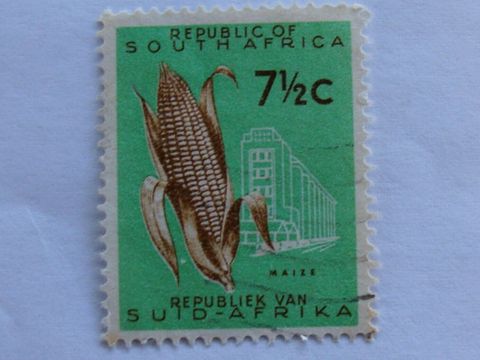 REPUBLIC OF
SOUTH AFRICA
7½C
MAIZE
REPUBLIEK VAN
SUID-AFRIKA